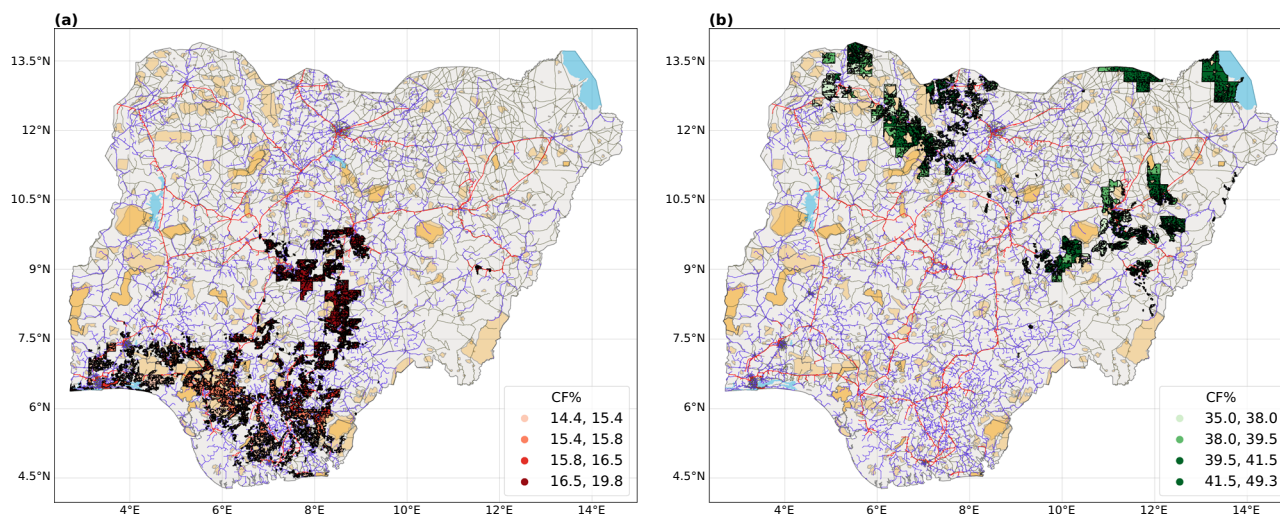 (a)
13.5°N
12°N
10.5°N
9°N
7.5°N
6°N
4.5°N
4°E
6°E
8°E
10°E
12°E
14°E
CF%
14.4, 15.4
15.4, 15.8
15.8, 16.5
16.5, 19.8
(b)
13.5°N
12°N
10.5°N
9°N
7.5°N
6°N
4.5°N
4°E
6°E
8°E
10°E
12°E
14°E
CF%
35.0, 38.0
38.0, 39.5
39.5, 41.5
41.5, 49.3